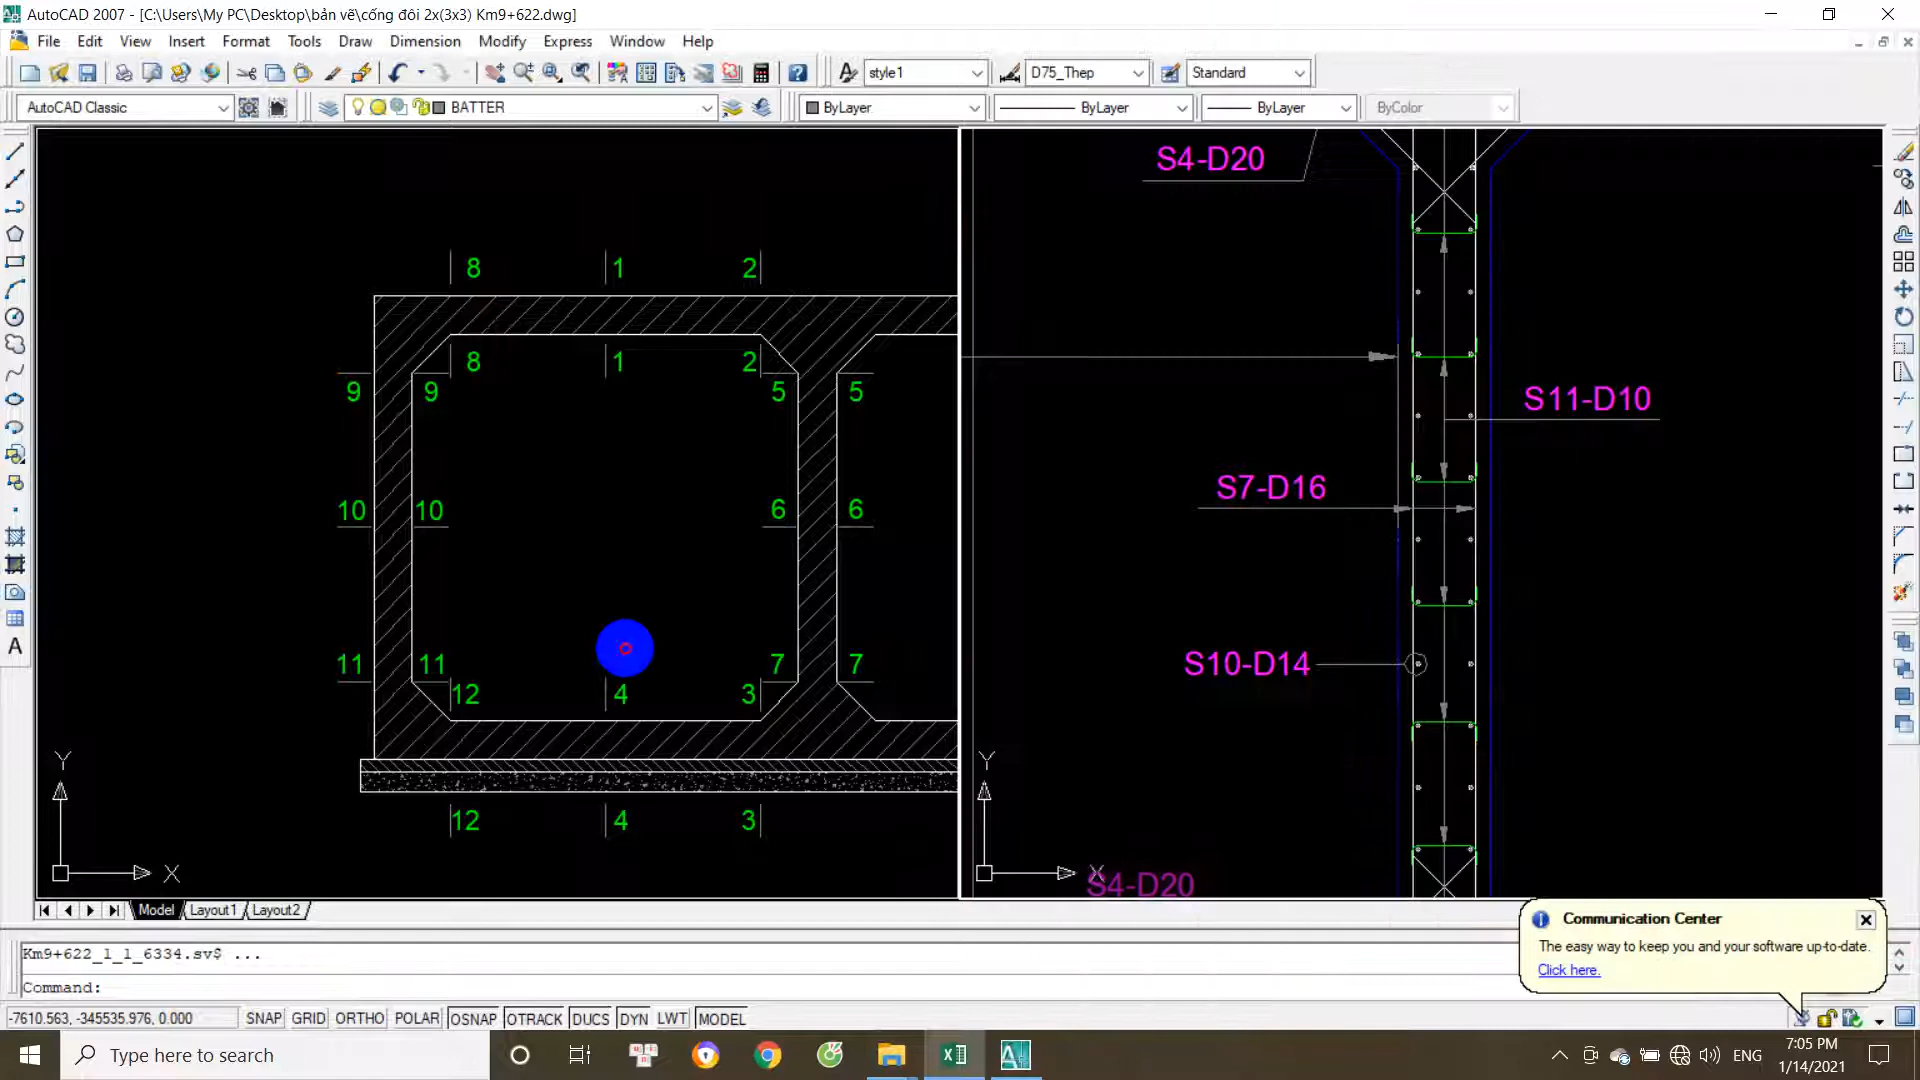 AutoCAD 2007 - [C:\Users\My PC\Desktop\bản vẽ\cống đôi 2x(3x3) Km9+622.dwg]
File Edit View Insert Format Tools Draw Dimension Modify Express Window Help
style1 D75_Thep Standard
AutoCAD Classic BATTER ByLayer ByLayer ByLayer ByColor
S4-D20
8 1 2
8 1 2
9 9 5 5
S11-D10
S7-D16
10 10 6 6
11 11 7 7
S10-D14
12 4 3
12 4 3
Y Y
X X
S4-D20
Model Layout1 Layout2
Communication Center
The easy way to keep you and your software up-to-date.
Click here.
Km9+622_1_1_6334.sv$ ...
Command:
-7610.563, -345535.976, 0.000 SNAP GRID ORTHO POLAR OSNAP OTRACK DUCS DYN LWT MODEL
Type here to search
ENG
7:05 PM
1/14/2021